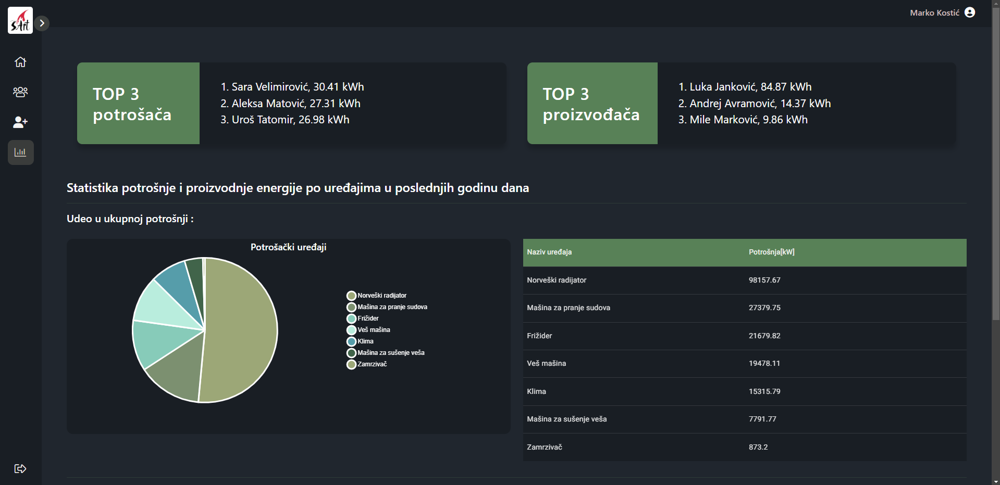 sArt
Marko Kostić
TOP 3
potrošača
1. Sara Velimirović, 30.41 kWh
2. Aleksa Matović, 27.31 kWh
3. Uroš Tatomir, 26.98 kWh
TOP 3
proizvođača
1. Luka Janković, 84.87 kWh
2. Andrej Avramović, 14.37 kWh
3. Mile Marković, 9.86 kWh
Statistika potrošnje i proizvodnje energije po uređajima u poslednjih godinu dana
Udeo u ukupnoj potrošnji :
Potrošački uređaji
Norveški radijator
Mašina za pranje sudova
Frižider
Veš mašina
Klima
Mašina za sušenje veša
Zamrzivač
Naziv uređaja Potrošnja[kW]
Norveški radijator 98157.67
Mašina za pranje sudova 27379.75
Frižider 21679.82
Veš mašina 19478.11
Klima 15315.79
Mašina za sušenje veša 7791.77
Zamrzivač 873.2